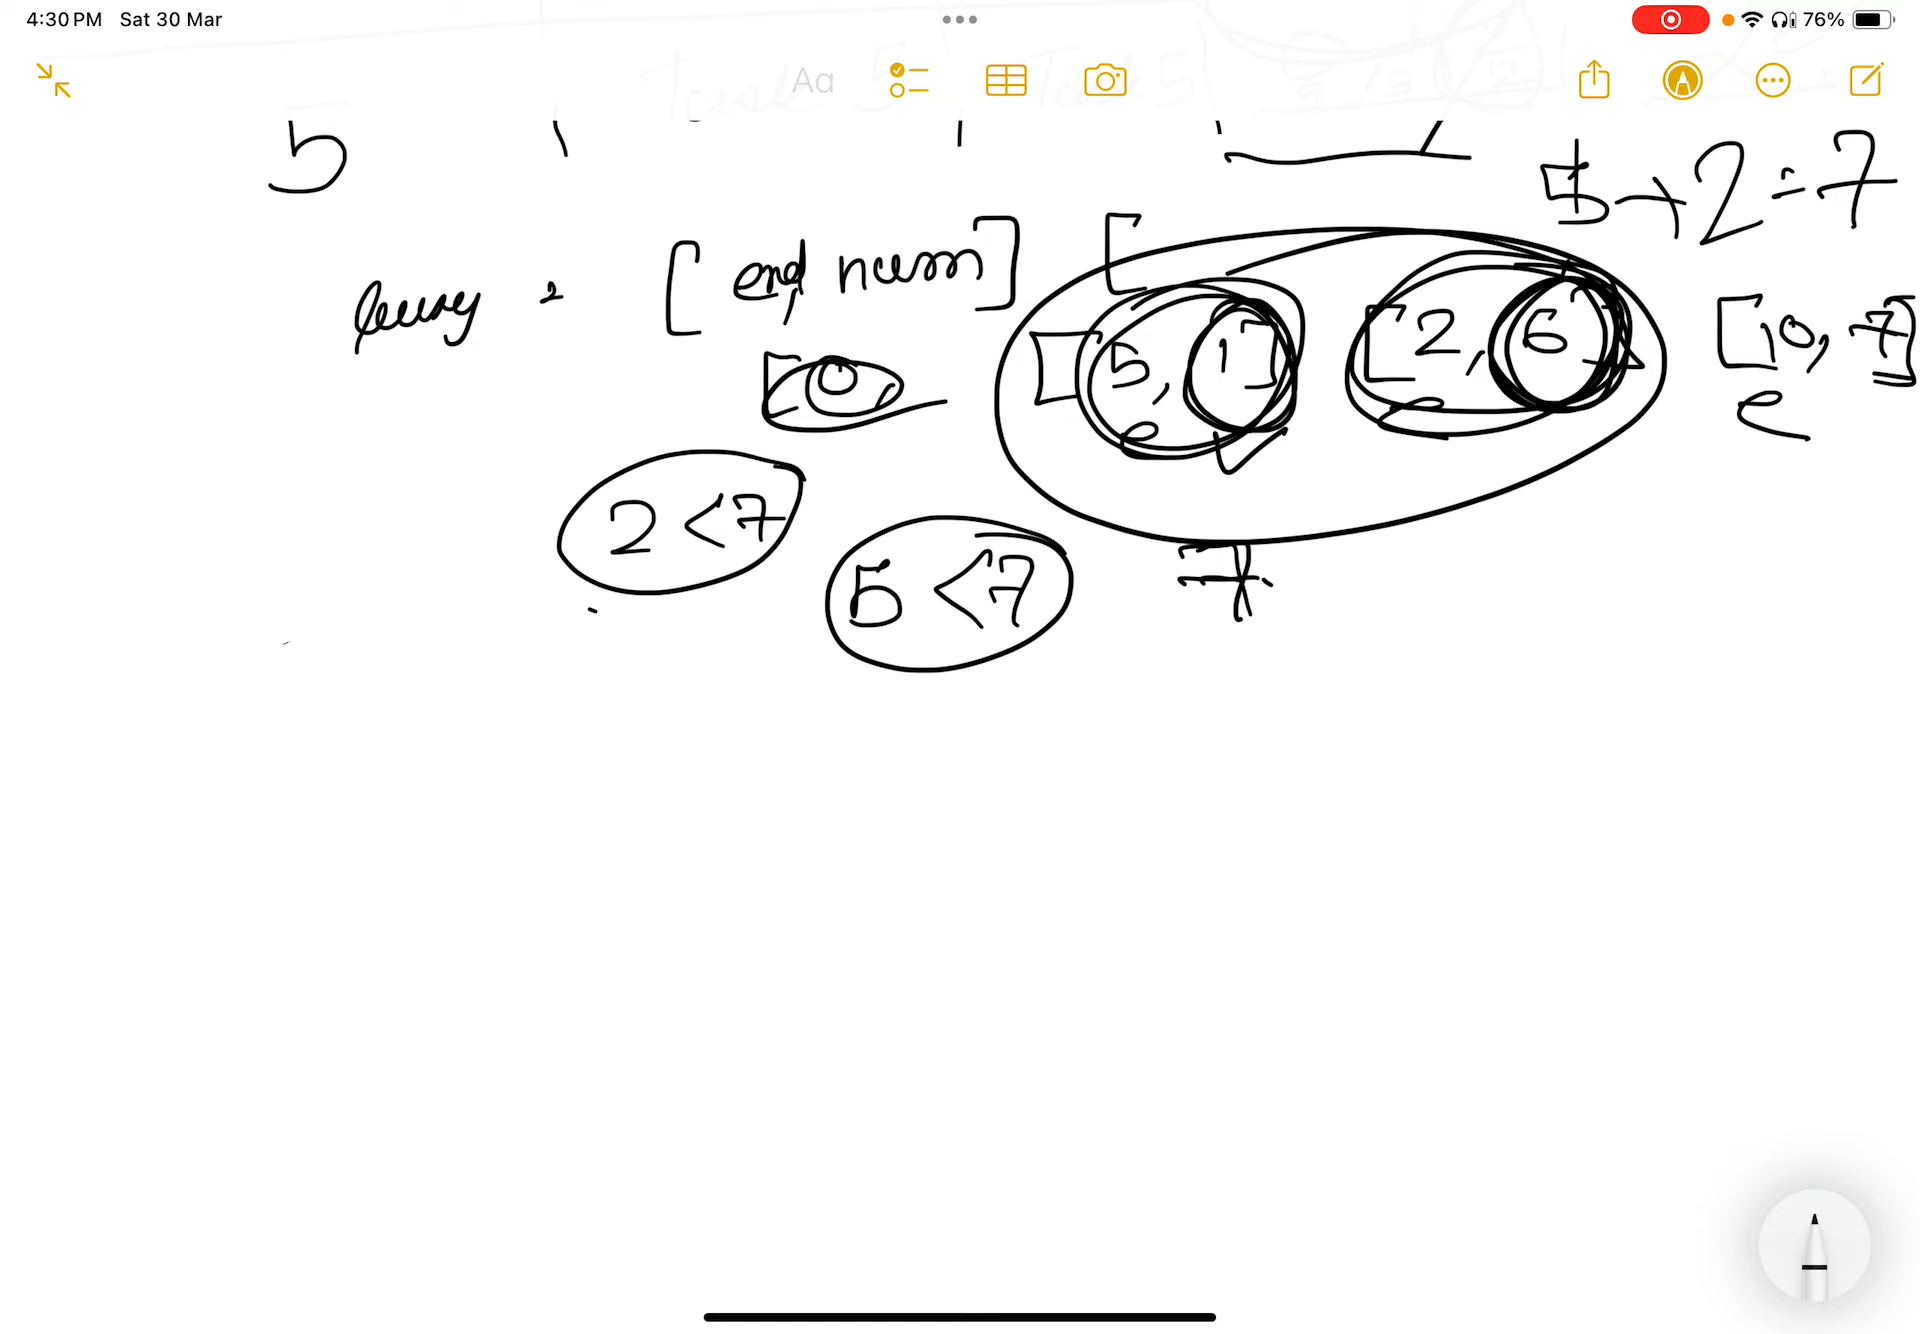 4:30 PM Sat 30 Mar 76%
Aa
5
5+2=7
[end, num] [
[0 [5, 1] [2, 6] [10, 7]
e e e
2<7
5<7 7